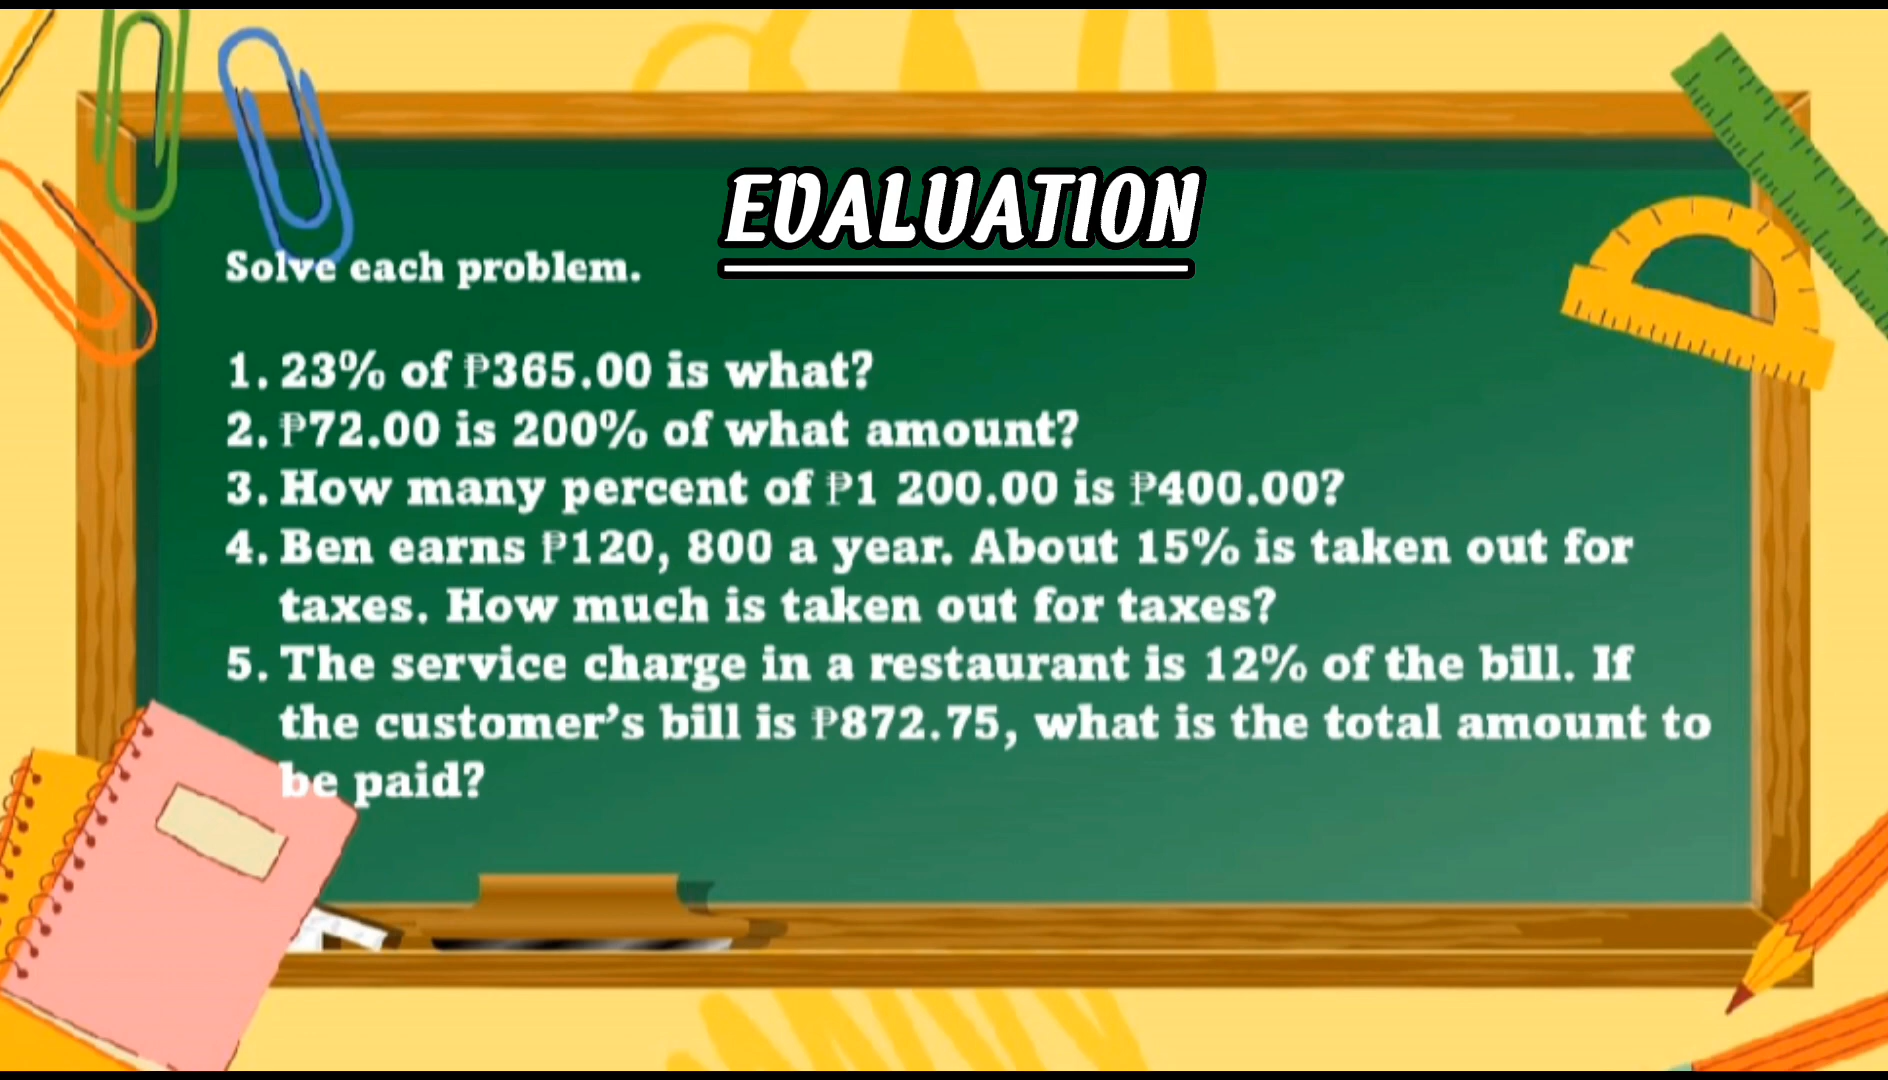 EVALUATION
Solve each problem.
1. 23% of ₱365.00 is what?
2. ₱72.00 is 200% of what amount?
3. How many percent of ₱1 200.00 is ₱400.00?
4. Ben earns ₱120, 800 a year. About 15% is taken out for
taxes. How much is taken out for taxes?
5. The service charge in a restaurant is 12% of the bill. If
the customer’s bill is ₱872.75, what is the total amount to
be paid?